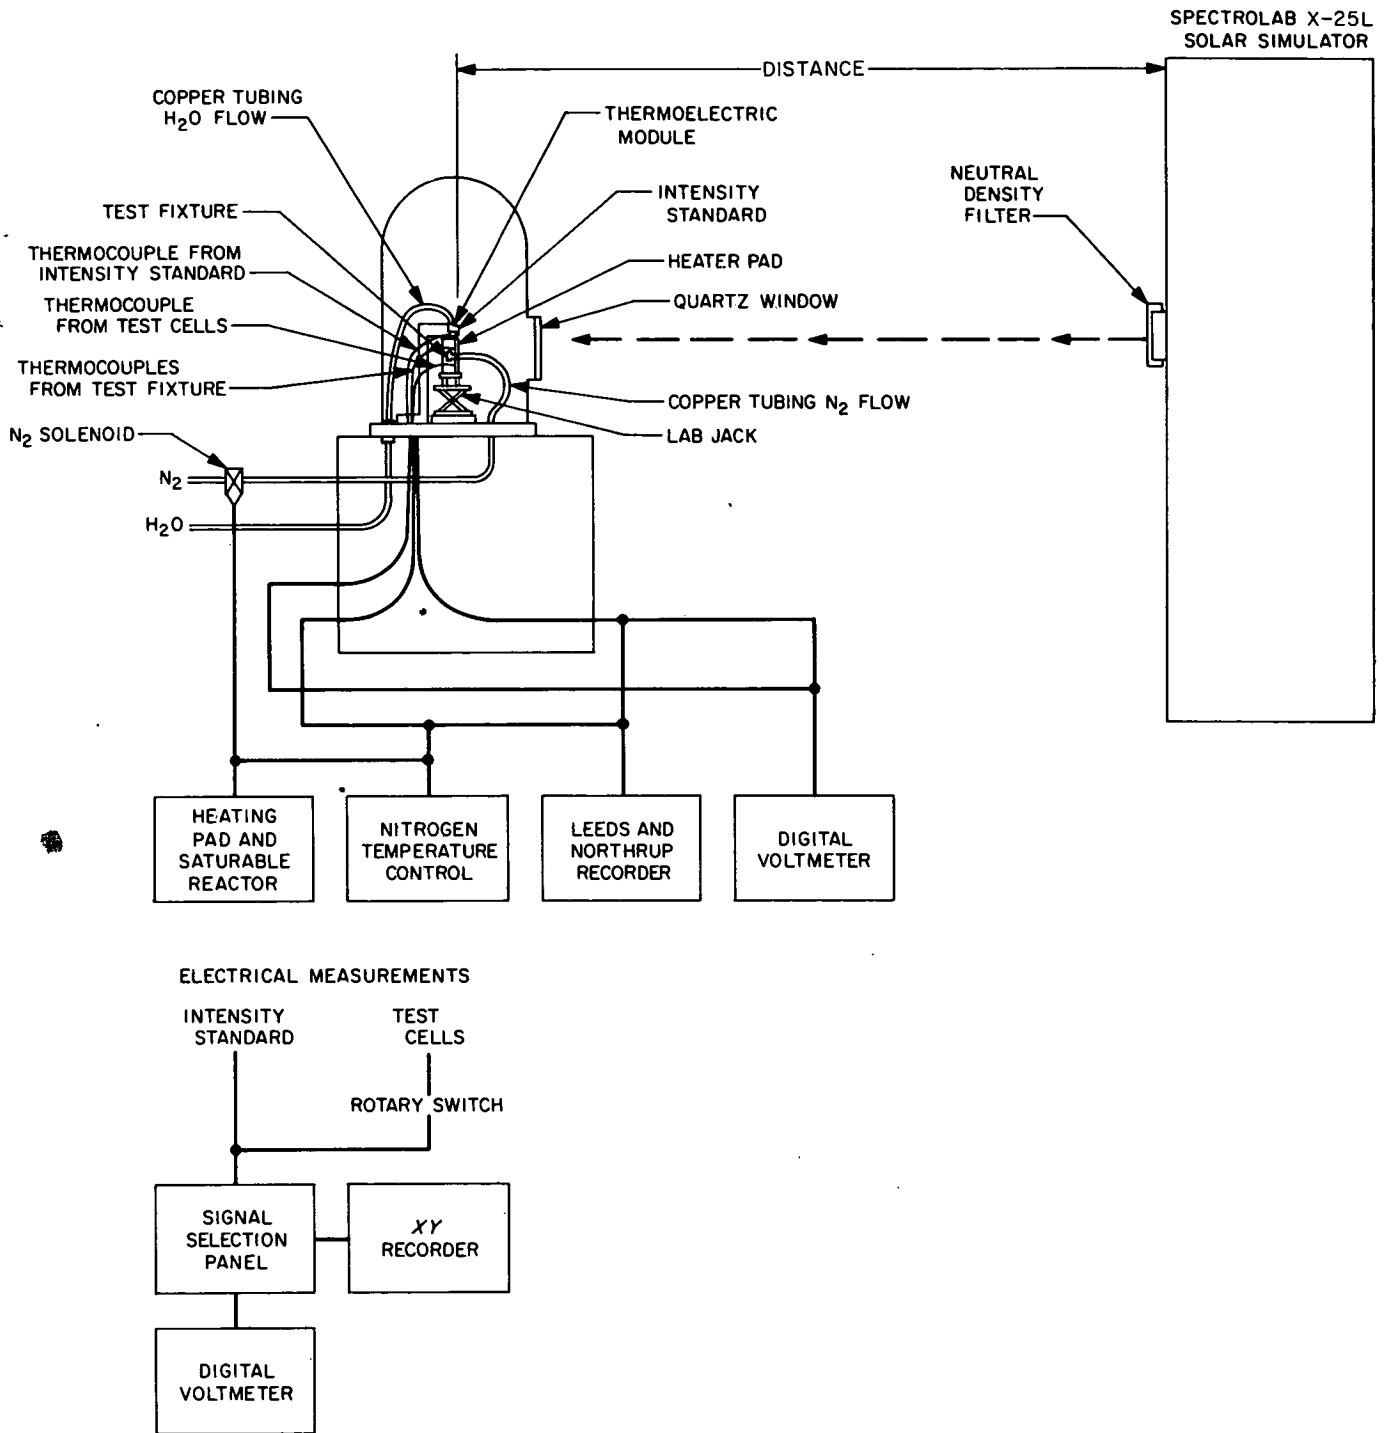 SPECTROLAB X-25L
SOLAR SIMULATOR
DISTANCE
COPPER TUBING
H₂O FLOW
THERMOELECTRIC
MODULE
NEUTRAL
DENSITY
FILTER
INTENSITY
STANDARD
TEST FIXTURE
THERMOCOUPLE FROM
INTENSITY STANDARD
HEATER PAD
QUARTZ WINDOW
THERMOCOUPLE
FROM TEST CELLS
THERMOCOUPLES
FROM TEST FIXTURE
COPPER TUBING N₂ FLOW
LAB JACK
N₂ SOLENOID
N₂
H₂O
HEATING
PAD AND
SATURABLE
REACTOR
NITROGEN
TEMPERATURE
CONTROL
LEEDS AND
NORTHRUP
RECORDER
DIGITAL
VOLTMETER
ELECTRICAL MEASUREMENTS
INTENSITY
STANDARD
TEST
CELLS
ROTARY SWITCH
SIGNAL
SELECTION
PANEL
XY
RECORDER
DIGITAL
VOLTMETER